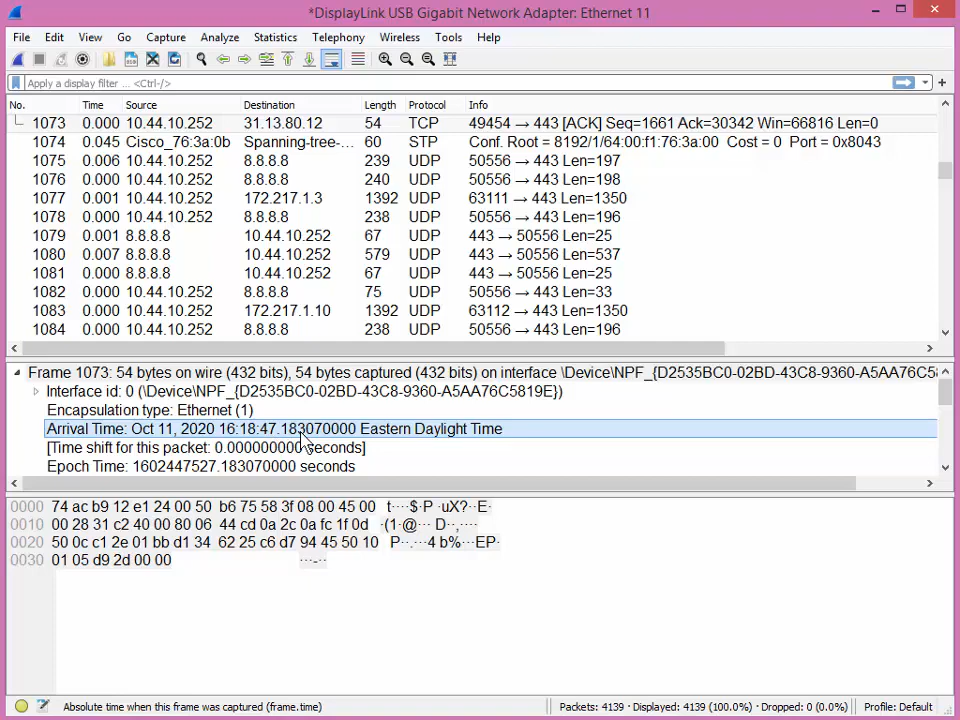 *DisplayLink USB Gigabit Network Adapter: Ethernet 11
File Edit View Go Capture Analyze Statistics Telephony Wireless Tools Help
Apply a display filter ... <Ctrl-/>
No. Time Source Destination Length Protocol Info
1073 0.000 10.44.10.252 31.13.80.12 54 TCP 49454 → 443 [ACK] Seq=1661 Ack=30342 Win=66816 Len=0
1074 0.045 Cisco_76:3a:0b Spanning-tree-... 60 STP Conf. Root = 8192/1/64:00:f1:76:3a:00 Cost = 0 Port = 0x8043
1075 0.006 10.44.10.252 8.8.8.8 239 UDP 50556 → 443 Len=197
1076 0.000 10.44.10.252 8.8.8.8 240 UDP 50556 → 443 Len=198
1077 0.001 10.44.10.252 172.217.1.3 1392 UDP 63111 → 443 Len=1350
1078 0.000 10.44.10.252 8.8.8.8 238 UDP 50556 → 443 Len=196
1079 0.001 8.8.8.8 10.44.10.252 67 UDP 443 → 50556 Len=25
1080 0.007 8.8.8.8 10.44.10.252 579 UDP 443 → 50556 Len=537
1081 0.000 8.8.8.8 10.44.10.252 67 UDP 443 → 50556 Len=25
1082 0.000 10.44.10.252 8.8.8.8 75 UDP 50556 → 443 Len=33
1083 0.000 10.44.10.252 172.217.1.10 1392 UDP 63112 → 443 Len=1350
1084 0.000 10.44.10.252 8.8.8.8 238 UDP 50556 → 443 Len=196
Frame 1073: 54 bytes on wire (432 bits), 54 bytes captured (432 bits) on interface \Device\NPF_{D2535BC0-02BD-43C8-9360-A5AA76C5
Interface id: 0 (\Device\NPF_{D2535BC0-02BD-43C8-9360-A5AA76C5819E})
Encapsulation type: Ethernet (1)
Arrival Time: Oct 11, 2020 16:18:47.183070000 Eastern Daylight Time
[Time shift for this packet: 0.000000000 seconds]
Epoch Time: 1602447527.183070000 seconds
0000 74 ac b9 12 e1 24 00 50 b6 75 58 3f 08 00 45 00 t····$·P ·uX?··E·
0010 00 28 31 c2 40 00 80 06 44 cd 0a 2c 0a fc 1f 0d ·(1·@··· D··,····
0020 50 0c c1 2e 01 bb d1 34 62 25 c6 d7 94 45 50 10 P··.···4 b%···EP·
0030 01 05 d9 2d 00 00 ···-··
Absolute time when this frame was captured (frame.time) Packets: 4139 · Displayed: 4139 (100.0%) · Dropped: 0 (0.0%) Profile: Default